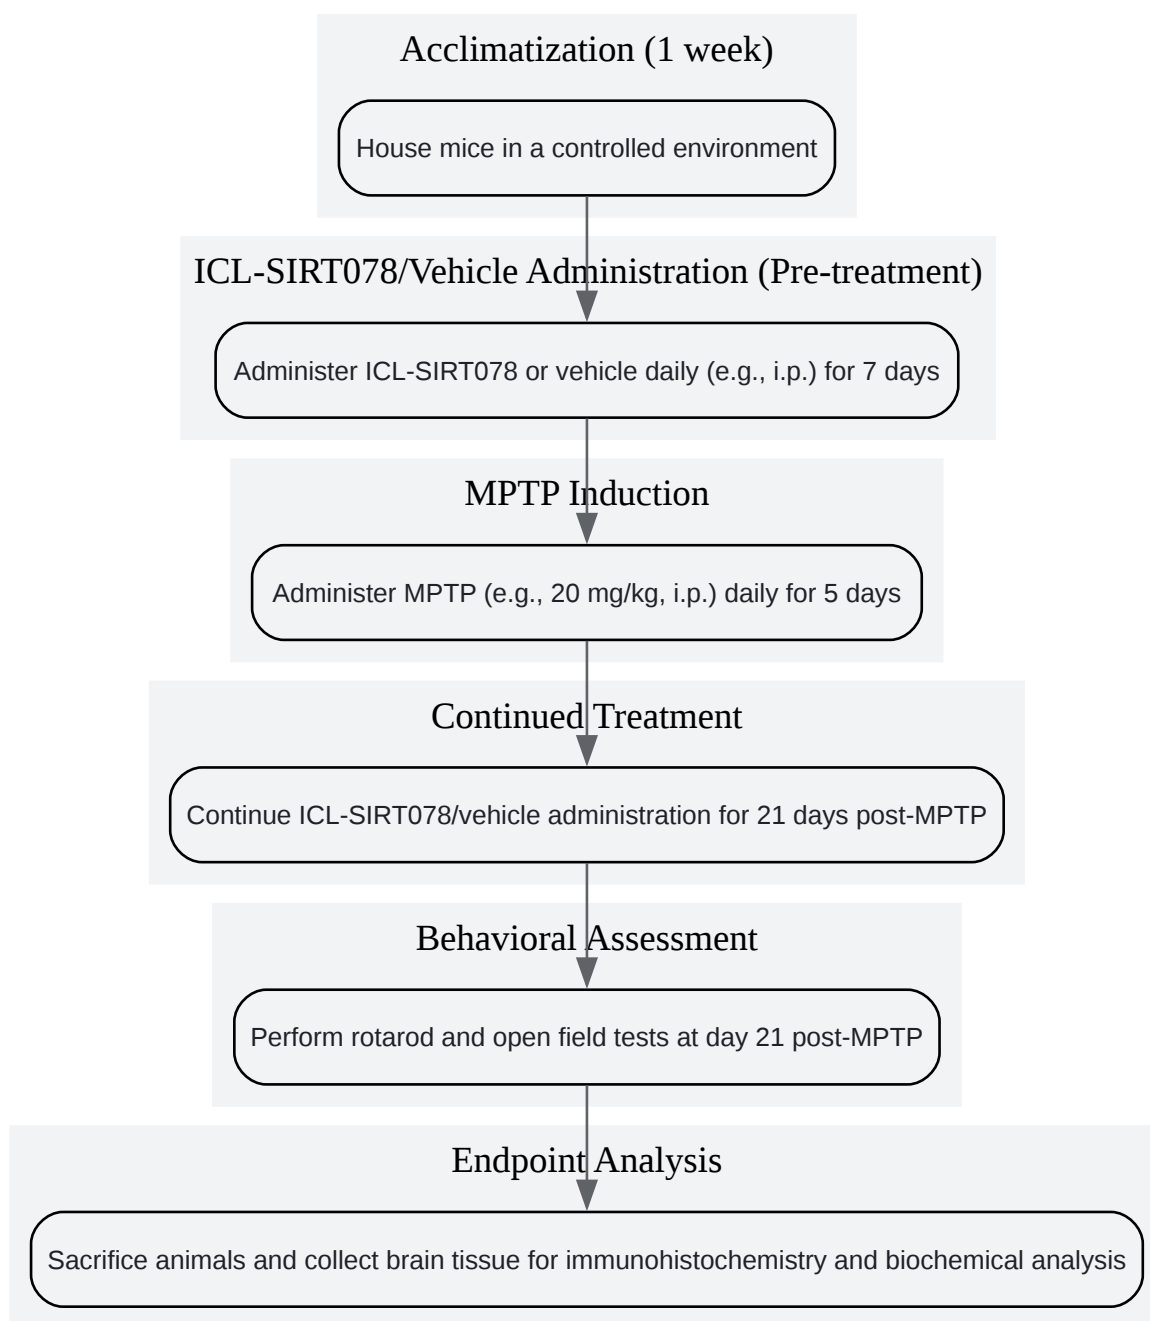 Acclimatization (1 week)
House mice in a controlled environment
ICL-SIRT078/Vehicle Administration (Pre-treatment)
Administer ICL-SIRT078 or vehicle daily (e.g., i.p.) for 7 days
MPTP Induction
Administer MPTP (e.g., 20 mg/kg, i.p.) daily for 5 days
Continued Treatment
Continue ICL-SIRT078/vehicle administration for 21 days post-MPTP
Behavioral Assessment
Perform rotarod and open field tests at day 21 post-MPTP
Endpoint Analysis
Sacrifice animals and collect brain tissue for immunohistochemistry and biochemical analysis